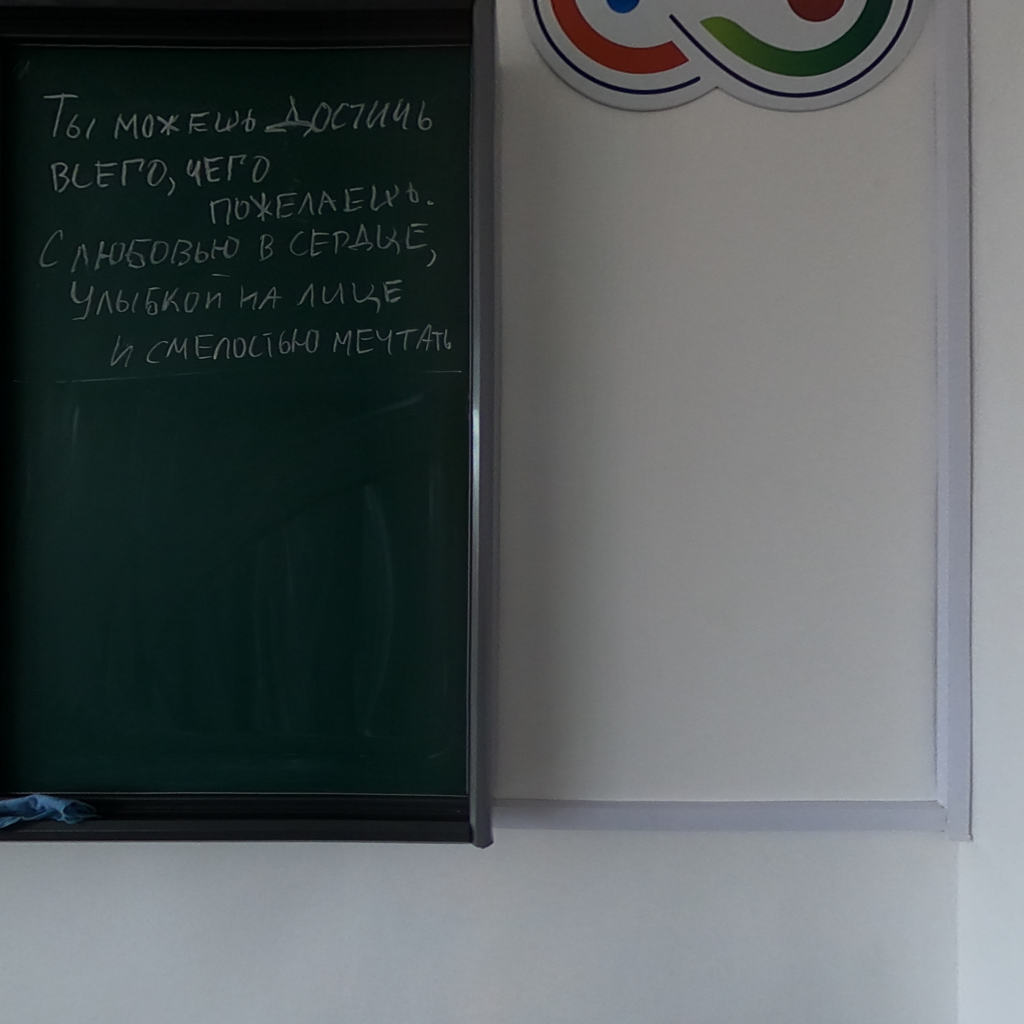 Ты можешь достичь
всего, чего
пожелаешь.
С любовью в сердце,
улыбкой на лице
и смелостью мечтать